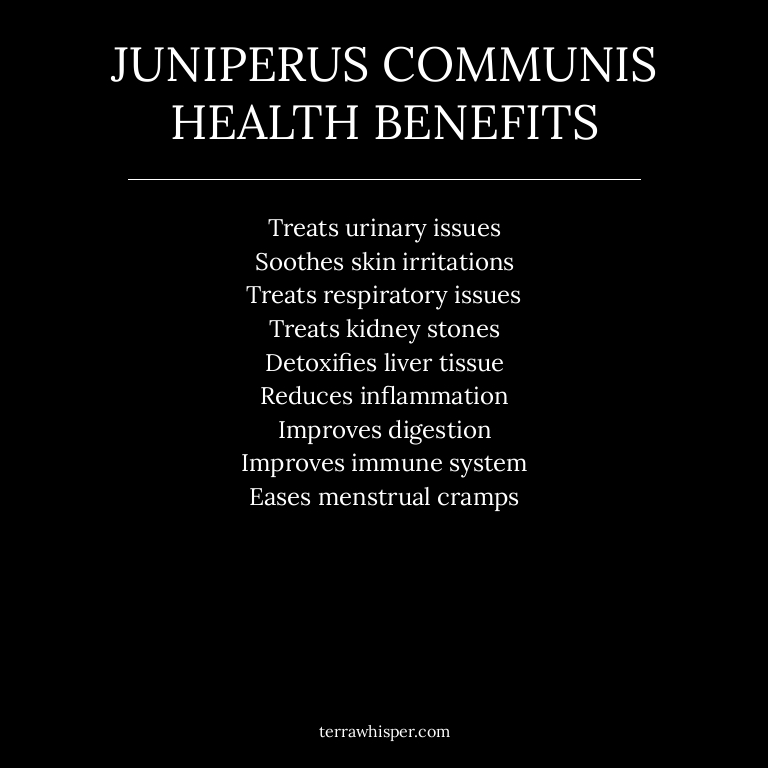 JUNIPERUS COMMUNIS
HEALTH BENEFITS
Treats urinary issues
Soothes skin irritations
Treats respiratory issues
Treats kidney stones
Detoxifies liver tissue
Reduces inflammation
Improves digestion
Improves immune system
Eases menstrual cramps
terrawhisper.com